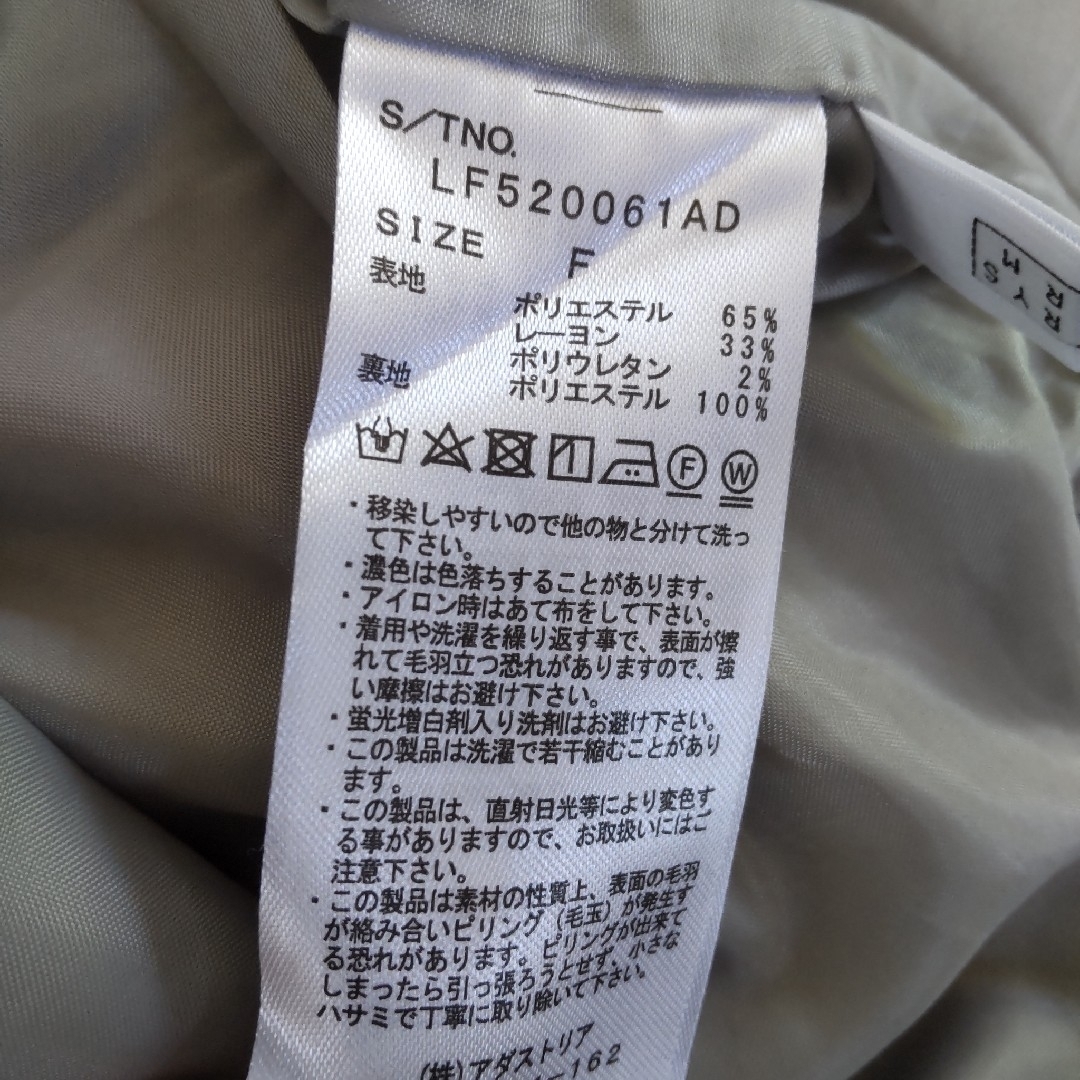 S/TNO.
LF520061AD
SIZE F
表地
ポリエステル 65%
レーヨン 33%
ポリウレタン 2%
裏地
ポリエステル 100%
F W
・移染しやすいので他の物と分けて洗っ
て下さい。
・濃色は色落ちすることがあります。
・アイロン時はあて布をして下さい。
・着用や洗濯を繰り返す事で、表面が擦
れて毛羽立つ恐れがありますので、強
い摩擦はお避け下さい。
・蛍光増白剤入り洗剤はお避け下さい。
・この製品は洗濯で若干縮むことがあり
ます。
・この製品は、直射日光等により変色す
る事がありますので、お取扱いにはご
注意下さい。
・この製品は素材の性質上、表面の毛羽
が絡み合いピリング(毛玉)が発生す
る恐れがあります。ピリングが出来て
しまったら引っ張ろうとせず、小さな
ハサミで丁寧に取り除いて下さい。
(株)アダストリア
-162
RYS
RM